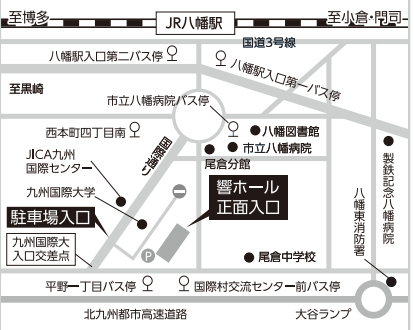 至博多
JR八幡駅
至小倉・門司
国道3号線
八幡駅入口第二バス停
八幡駅入口第一バス停
至黒崎
市立八幡病院バス停
西本町四丁目南
国際通り
八幡図書館
市立八幡病院
尾倉分館
JICA九州
国際センター
九州国際大学
響ホール
正面入口
駐車場入口
九州国際大
入口交差点
P
尾倉中学校
製鉄記念八幡病院
八幡東消防署
平野一丁目バス停
国際村交流センター前バス停
北九州都市高速道路
大谷ランプ